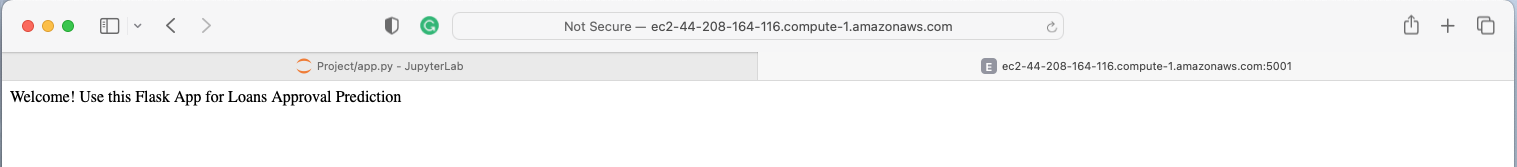 Not Secure — ec2-44-208-164-116.compute-1.amazonaws.com
Project/app.py - JupyterLab
E ec2-44-208-164-116.compute-1.amazonaws.com:5001
Welcome! Use this Flask App for Loans Approval Prediction